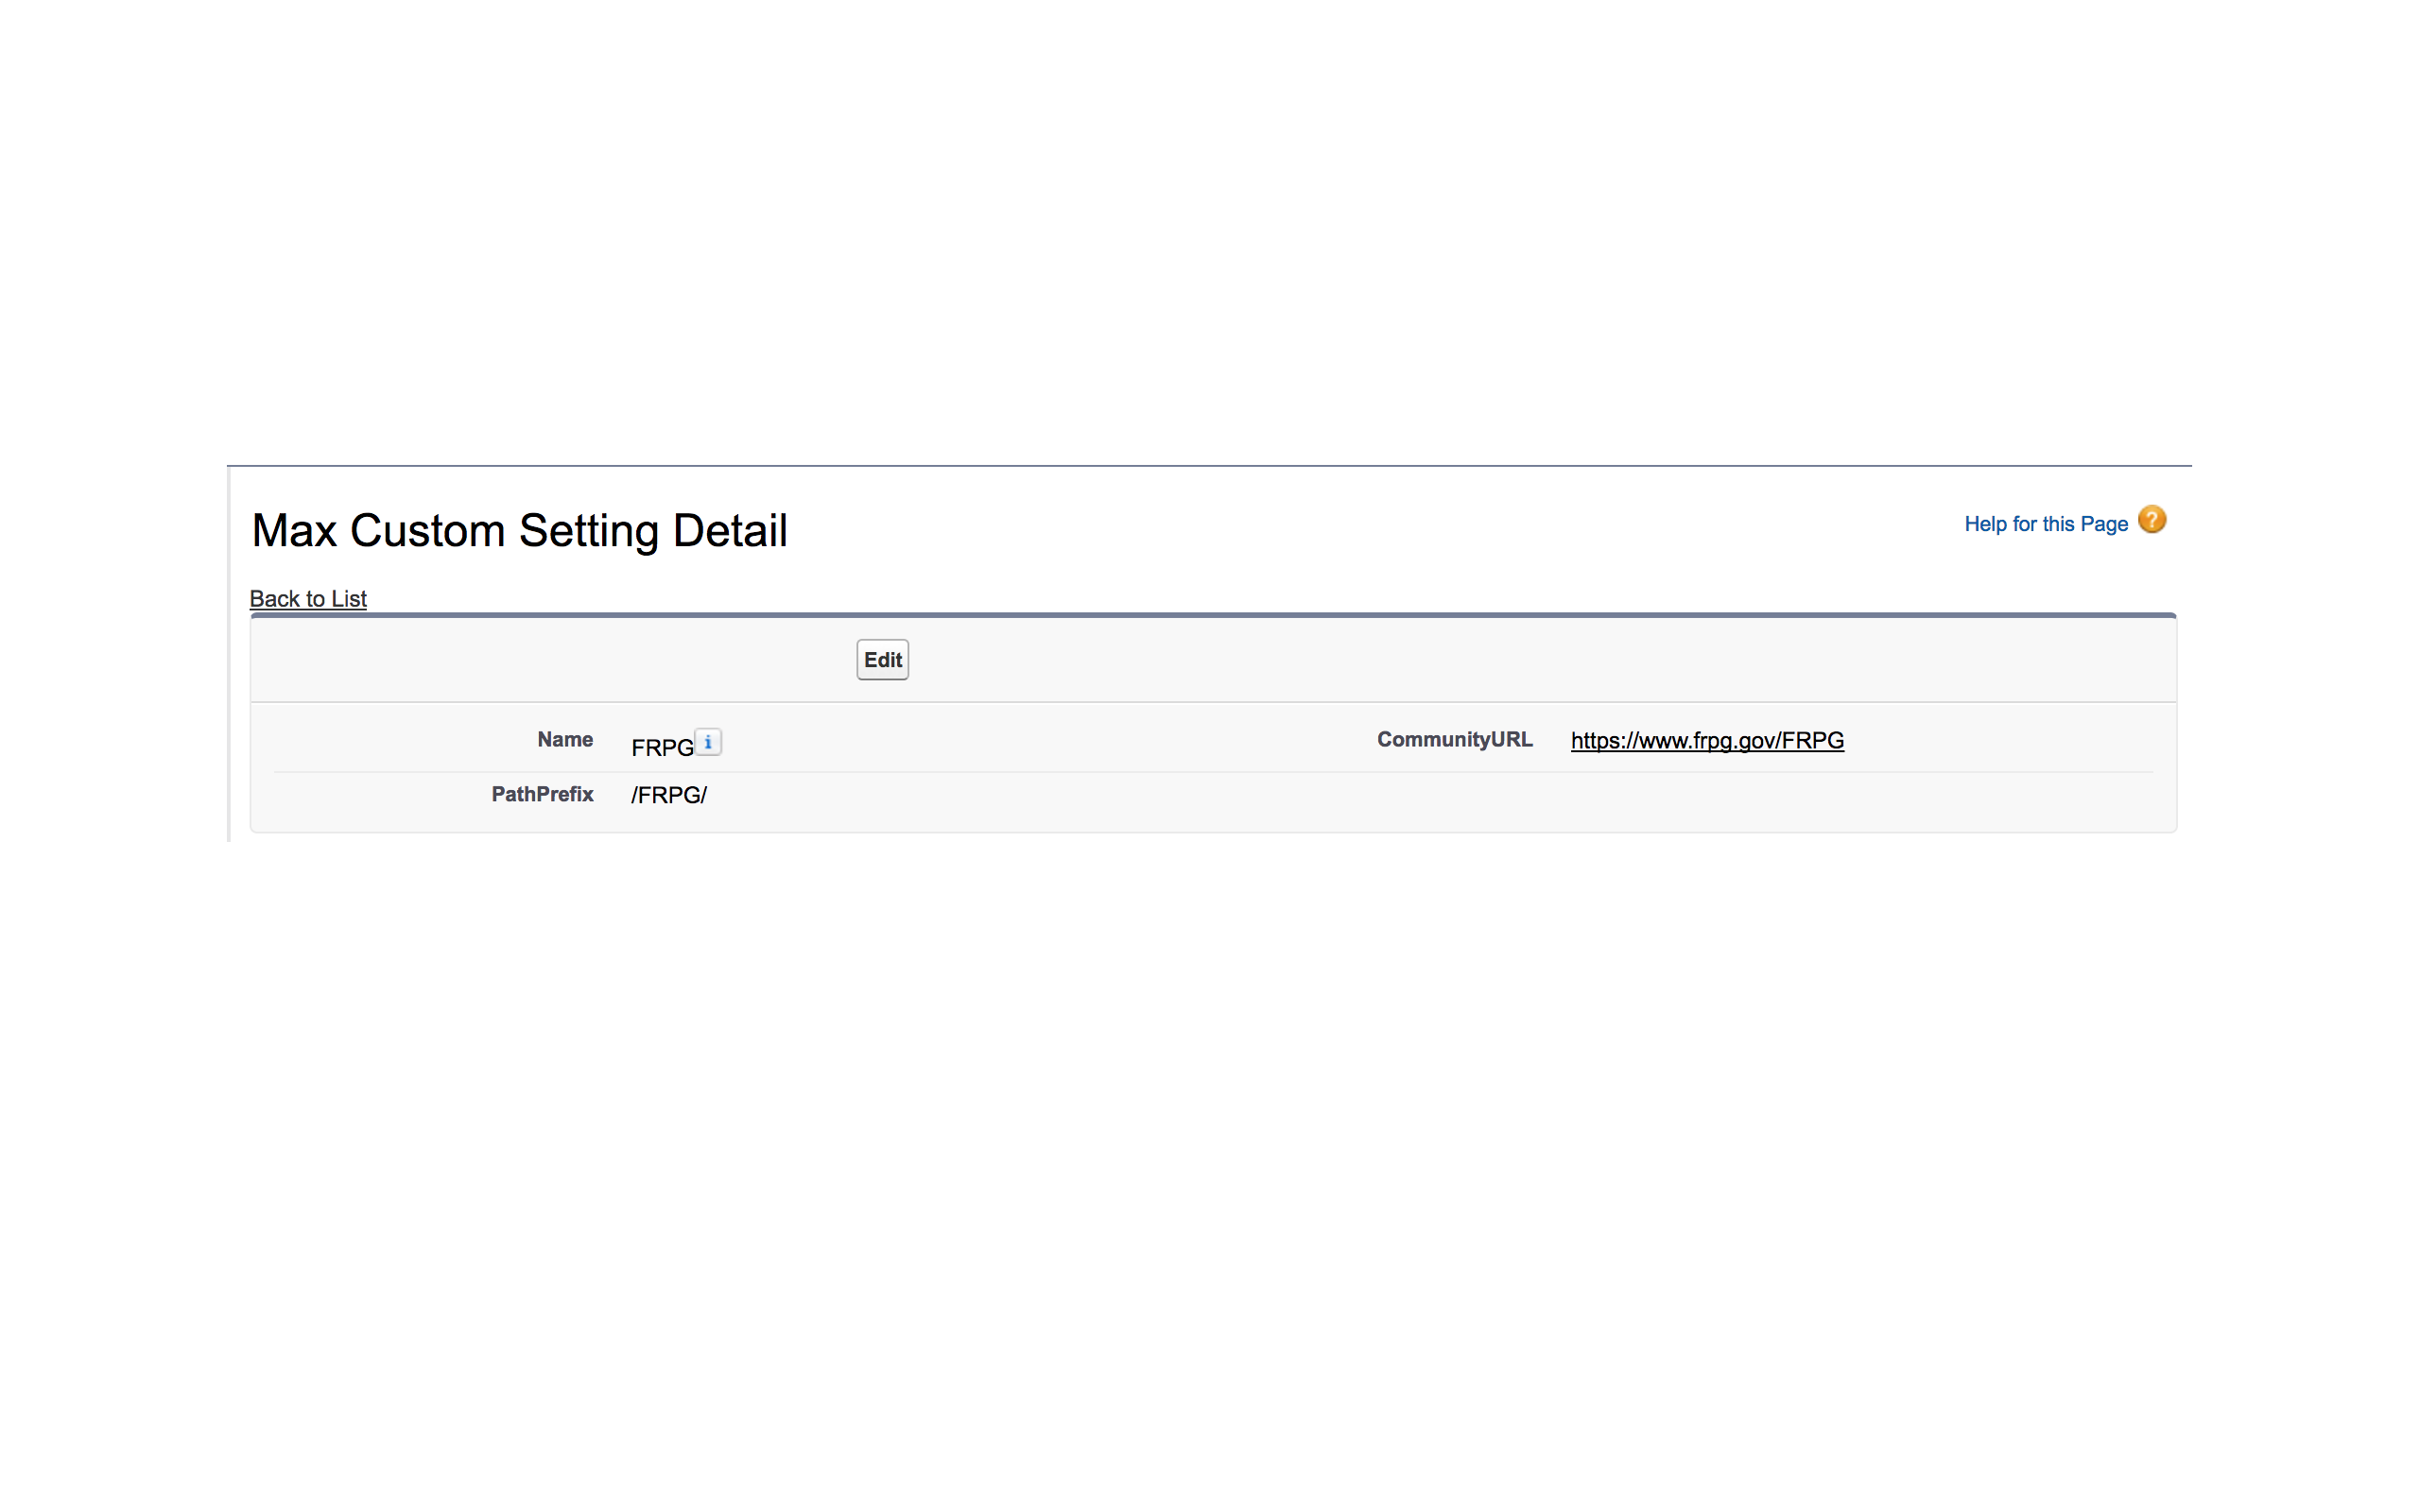 Max Custom Setting Detail
Help for this Page ?
Back to List
Edit
Name FRPG i CommunityURL https://www.frpg.gov/FRPG
PathPrefix /FRPG/